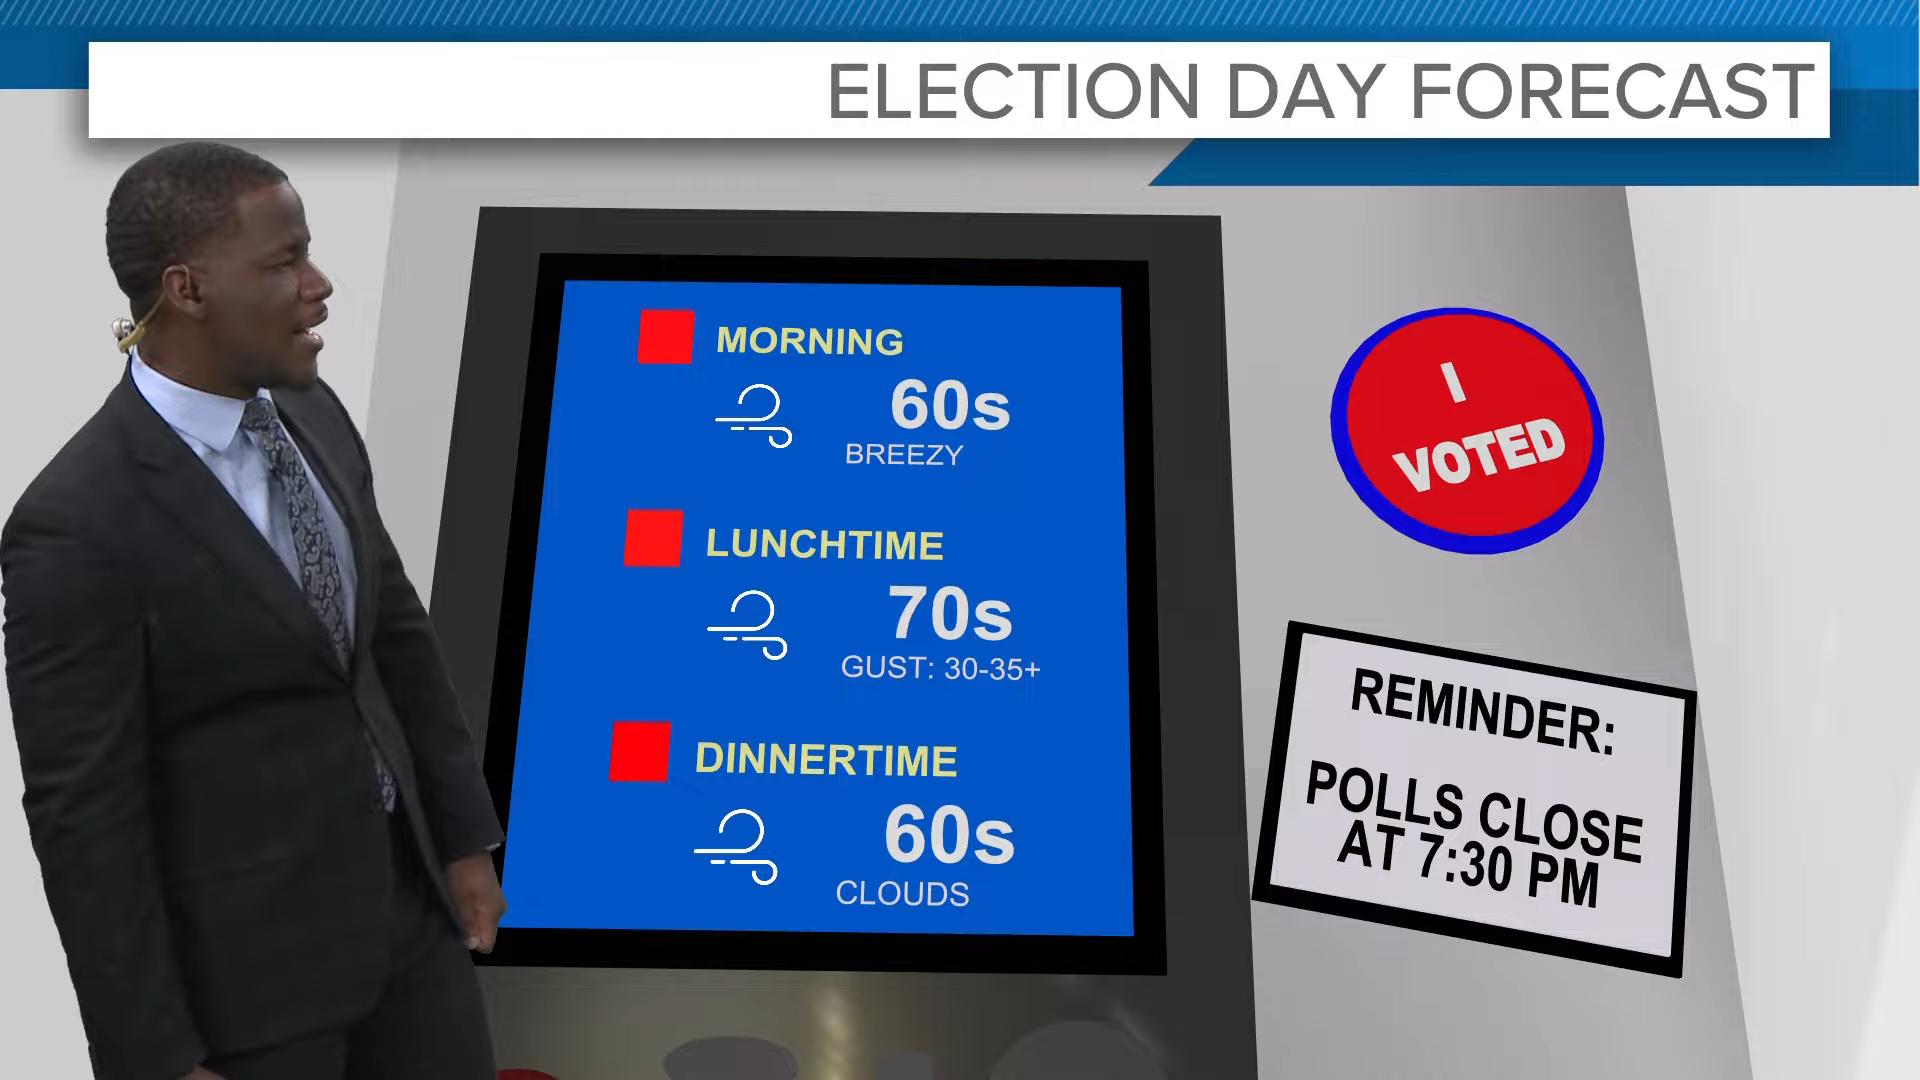 ELECTION DAY FORECAST
MORNING
60s
BREEZY
LUNCHTIME
70s
GUST: 30-35+
DINNERTIME
60s
CLOUDS
I
VOTED
REMINDER:
POLLS CLOSE
AT 7:30 PM